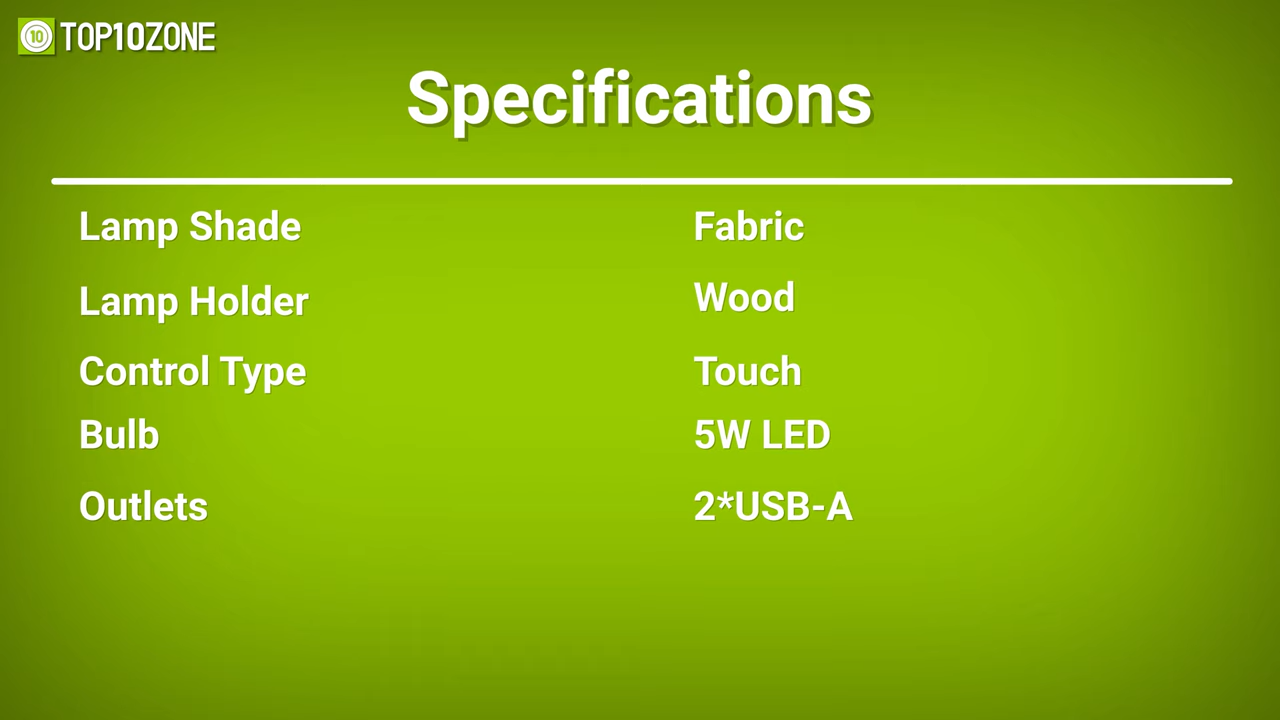 TOP10ZONE
Specifications
Lamp Shade Fabric
Lamp Holder Wood
Control Type Touch
Bulb 5W LED
Outlets 2*USB-A